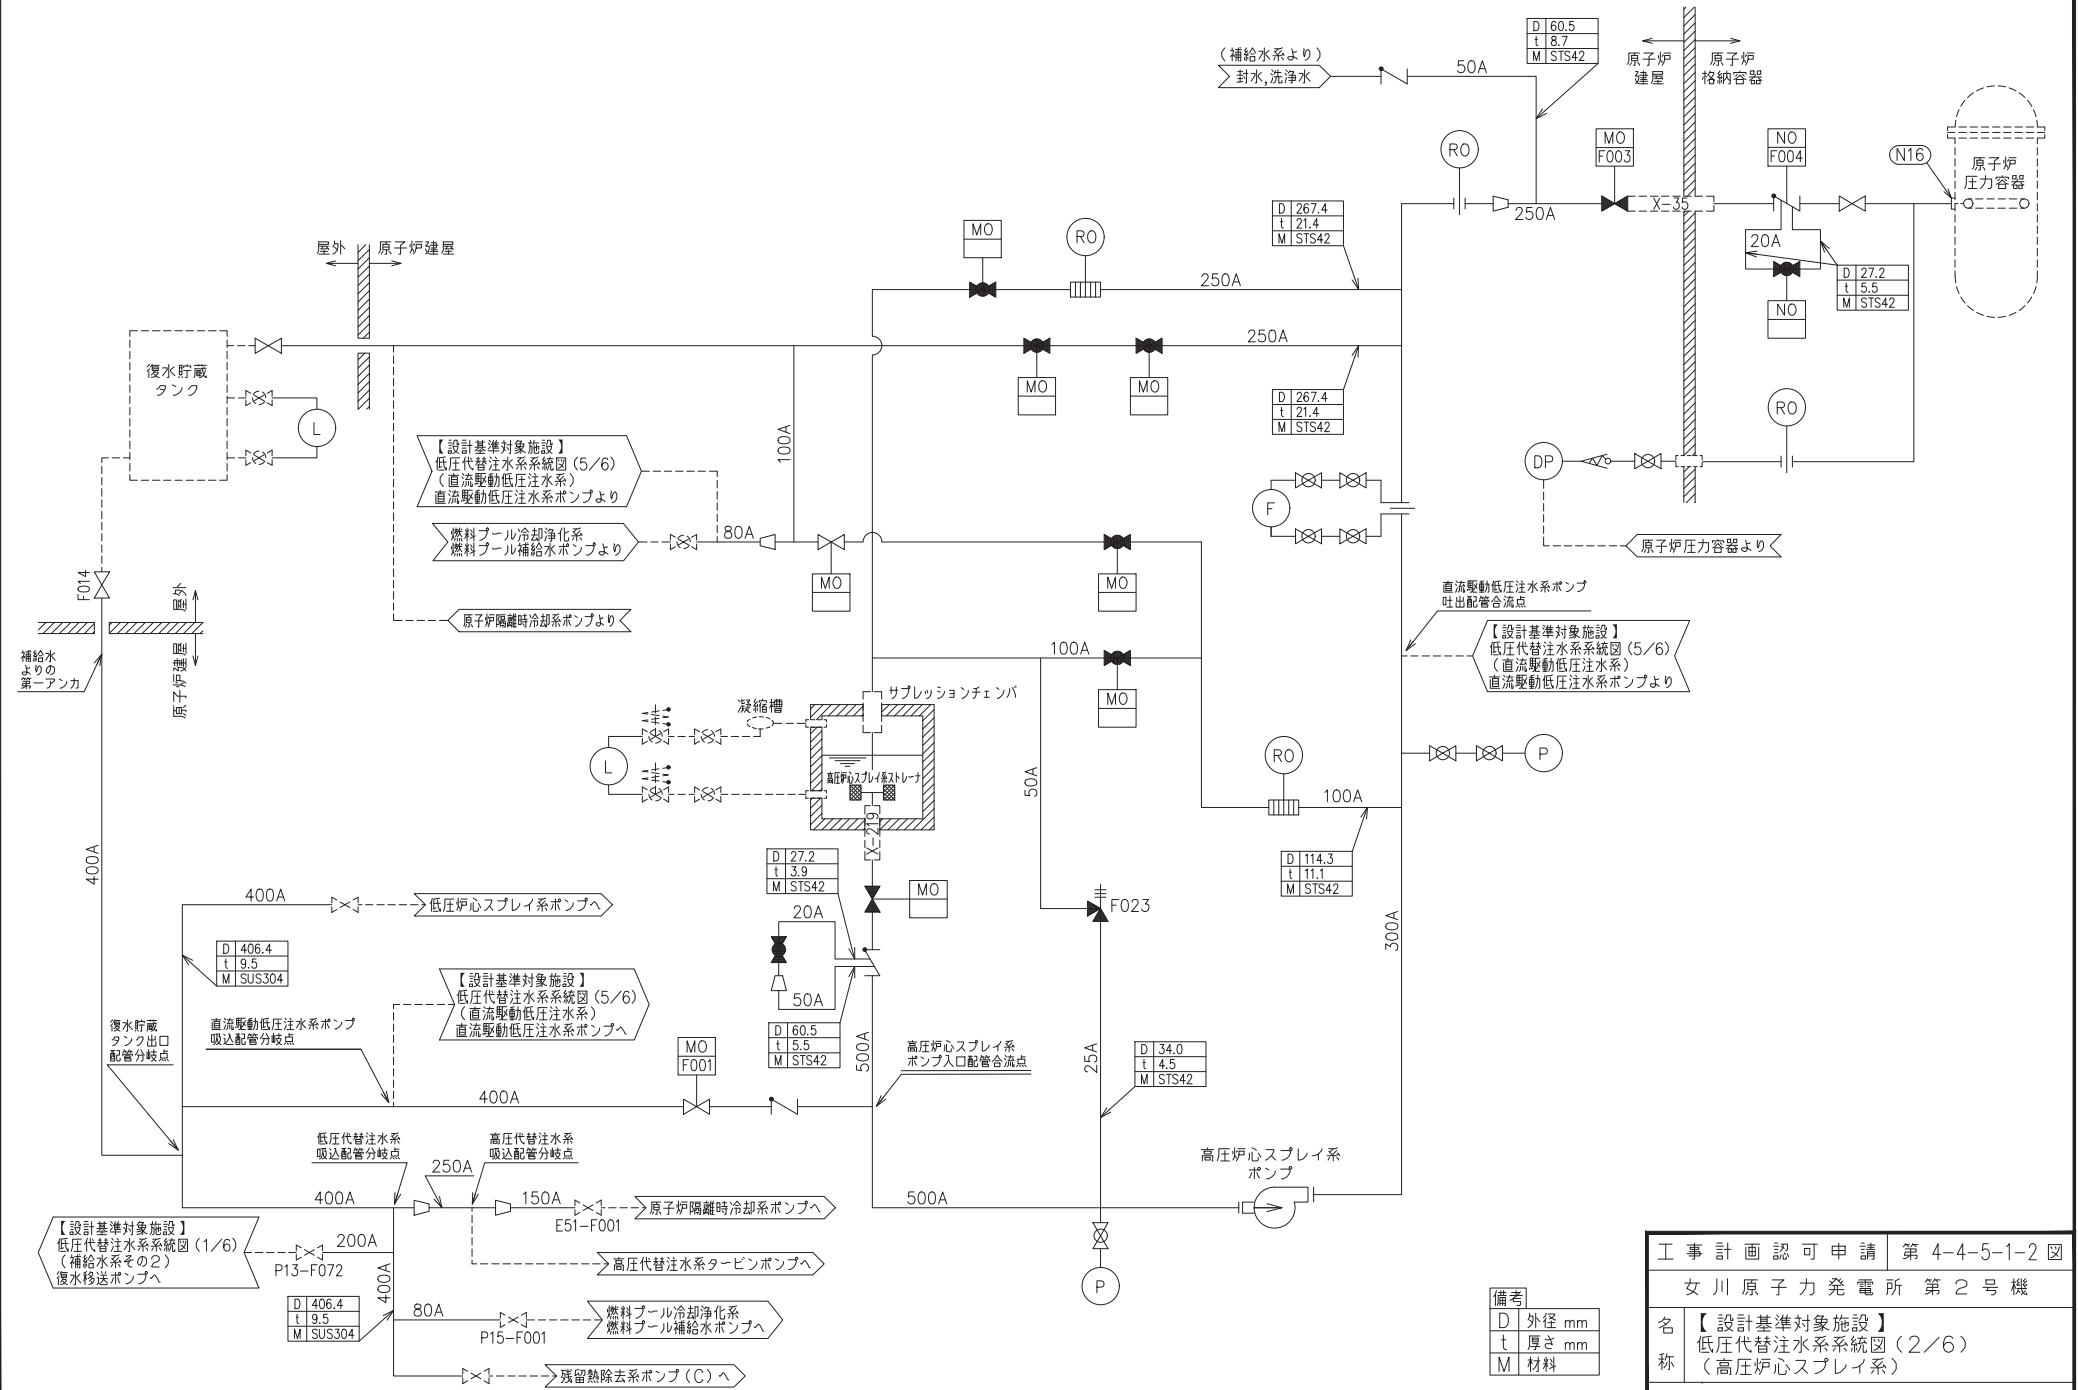 (補給水系より)
封水,洗浄水
50A
D 60.5
t 8.7
M STS42
原子炉
建屋
原子炉
格納容器
RO
MO
F003
NO
F004
N16
原子炉
圧力容器
250A
X-35
20A
NO
D 27.2
t 5.5
M STS42
D 267.4
t 21.4
M STS42
屋外
原子炉建屋
MO
RO
250A
250A
MO
MO
D 267.4
t 21.4
M STS42
復水貯蔵
タンク
L
100A
【設計基準対象施設】
低圧代替注水系系統図(5/6)
(直流駆動低圧注水系)
直流駆動低圧注水系ポンプより
燃料プール冷却浄化系
燃料プール補給水ポンプより
80A
MO
MO
原子炉隔離時冷却系ポンプより
RO
DP
F
原子炉圧力容器より
直流駆動低圧注水系ポンプ
吐出配管合流点
【設計基準対象施設】
低圧代替注水系系統図(5/6)
(直流駆動低圧注水系)
直流駆動低圧注水系ポンプより
F014
屋外
原子炉建屋
補給水
よりの
第一アンカ
100A
MO
サプレッションチェンバ
凝縮槽
L
高圧炉心スプレイ系ストレーナ
X-219
50A
RO
P
100A
D 114.3
t 11.1
M STS42
400A
400A
低圧炉心スプレイ系ポンプへ
D 406.4
t 9.5
M SUS304
D 27.2
t 3.9
M STS42
MO
20A
50A
D 60.5
t 5.5
M STS42
F023
300A
【設計基準対象施設】
低圧代替注水系系統図(5/6)
(直流駆動低圧注水系)
直流駆動低圧注水系ポンプへ
復水貯蔵
タンク出口
配管分岐点
直流駆動低圧注水系ポンプ
吸込配管分岐点
MO
F001
500A
高圧炉心スプレイ系
ポンプ入口配管合流点
25A
D 34.0
t 4.5
M STS42
400A
低圧代替注水系
吸込配管分岐点
高圧代替注水系
吸込配管分岐点
400A
250A
150A
E51-F001
原子炉隔離時冷却系ポンプへ
500A
高圧炉心スプレイ系
ポンプ
P
【設計基準対象施設】
低圧代替注水系系統図(1/6)
(補給水系その2)
復水移送ポンプへ
200A
P13-F072
高圧代替注水系タービンポンプへ
400A
D 406.4
t 9.5
M SUS304
80A
P15-F001
燃料プール冷却浄化系
燃料プール補給水ポンプへ
残留熱除去系ポンプ(C)へ
備考
D 外径 mm
t 厚さ mm
M 材料
工事計画認可申請 第4-4-5-1-2図
女川原子力発電所 第2号機
名称
【設計基準対象施設】
低圧代替注水系系統図(2/6)
(高圧炉心スプレイ系)